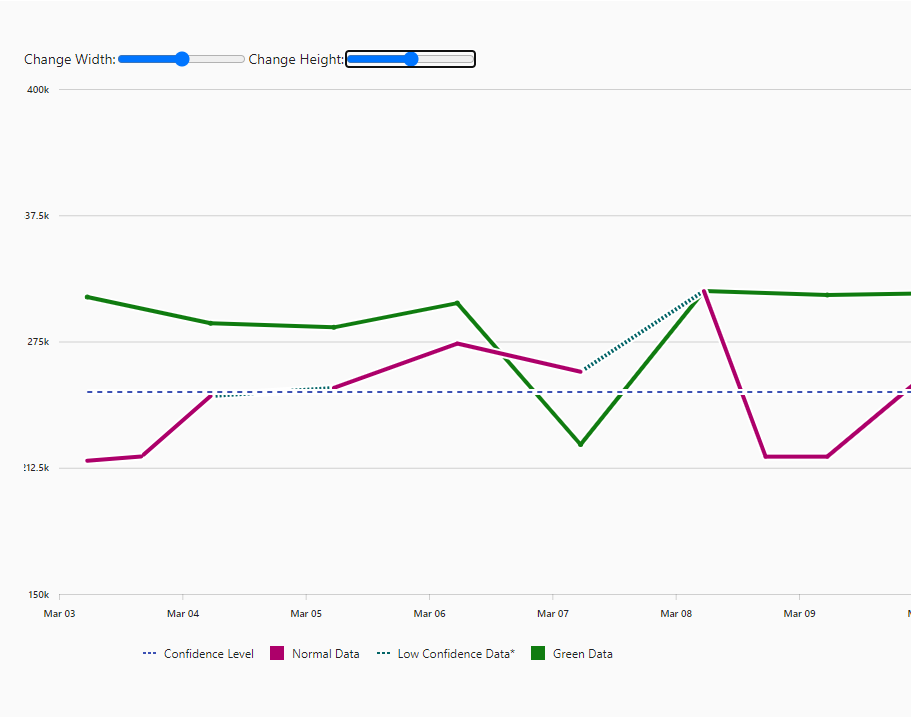 Change Width: Change Height:
400k
37.5k
275k
12.5k
150k
Mar 03 Mar 04 Mar 05 Mar 06 Mar 07 Mar 08 Mar 09
Confidence Level Normal Data Low Confidence Data* Green Data